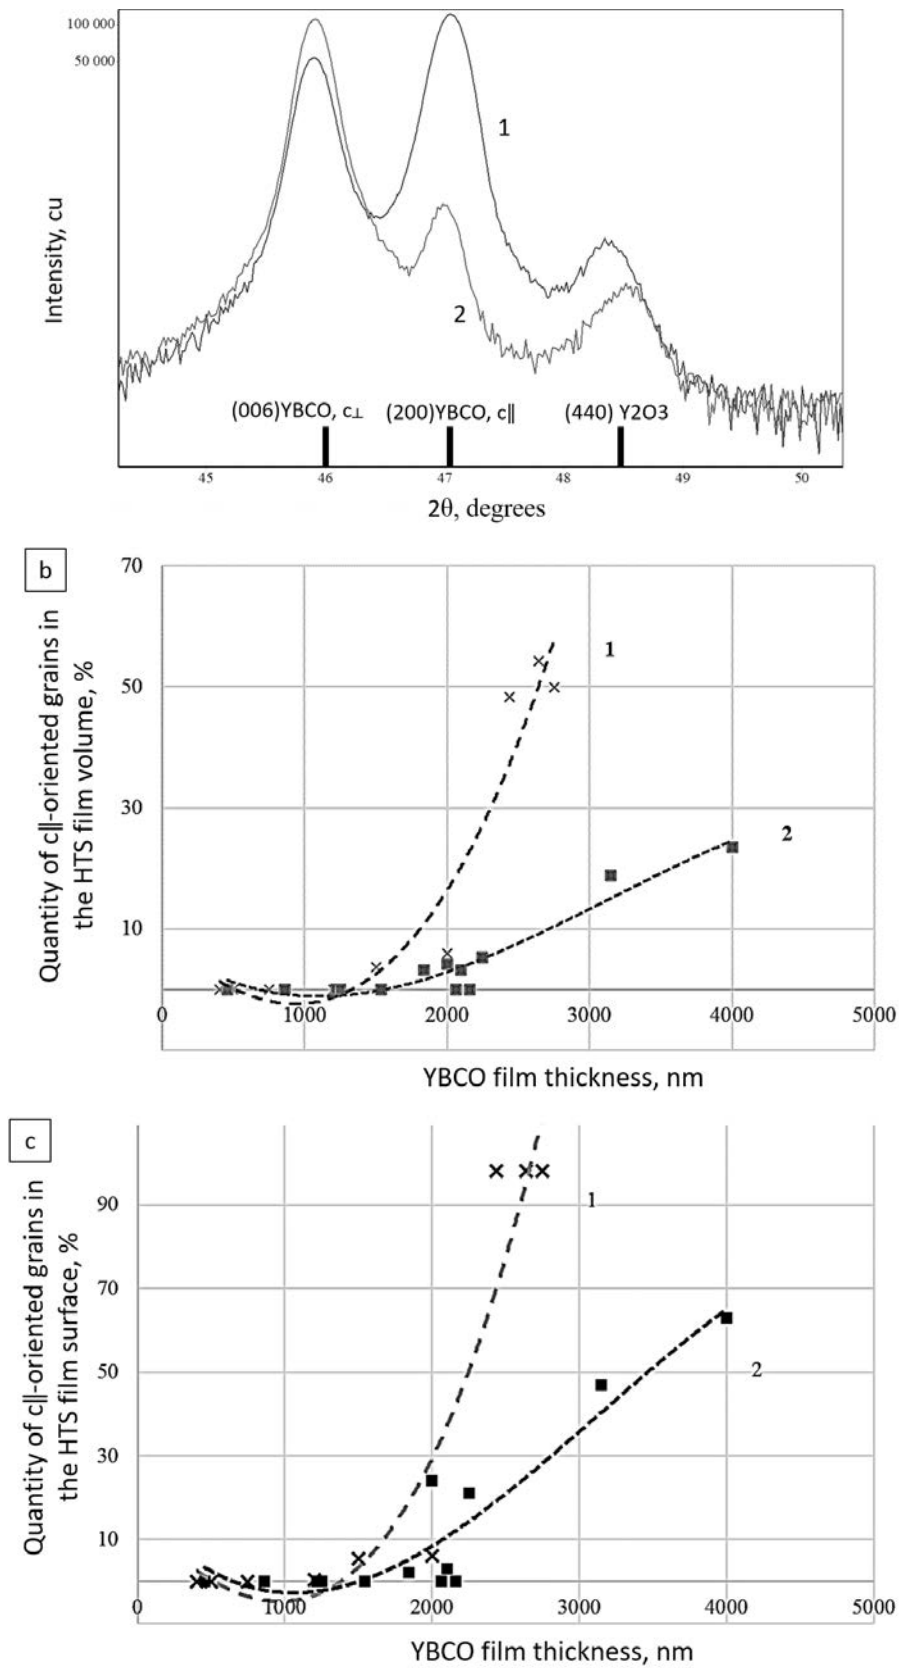 100 000
50 000
Intensity, cu
1
2
(006)YBCO, c⊥ (200)YBCO, c∥ (440) Y2O3
45 46 47 48 49 50
2θ, degrees
b
Quantity of c∥-oriented grains in
the HTS film volume, %
70
50
30
10
1
2
0 1000 2000 3000 4000 5000
YBCO film thickness, nm
c
Quantity of c∥-oriented grains in
the HTS film surface, %
90
70
50
30
10
1
2
0 1000 2000 3000 4000 5000
YBCO film thickness, nm